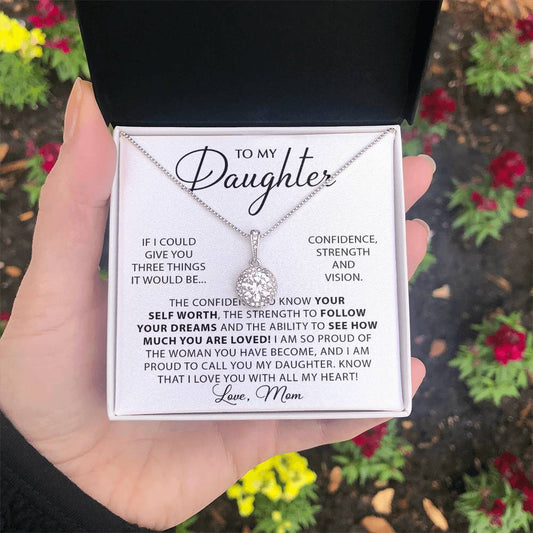 TO MY
Daughter
IF I COULD
GIVE YOU
THREE THINGS
IT WOULD BE...
CONFIDENCE,
STRENGTH
AND
VISION.
THE TO KNOW YOUR
SELF WORTH, THE STRENGTH TO FOLLOW
YOUR DREAMS AND THE ABILITY TO SEE HOW
MUCH YOU ARE LOVED! I AM SO PROUD OF
THE WOMAN YOU HAVE BECOME, AND I AM
PROUD TO CALL YOU MY DAUGHTER. KNOW
THAT I LOVE YOU WITH ALL MY HEART!
Love, Mom